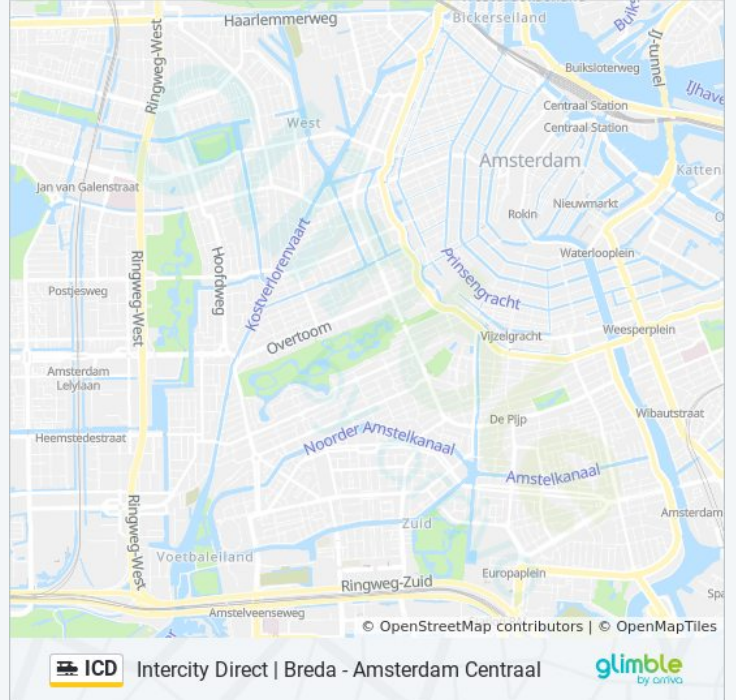 Haarlemmerweg
Bickerseiland
Buiks
IJ-tunnel
Ringweg-West
Buiksloterweg
IJhave
Centraal Station
West
Centraal Station
Amsterdam
Katten
Jan van Galenstraat
Nieuwmarkt
Rokin
O
Kostverlorenvaart
Hoofdweg
Waterlooplein
Prinsengracht
Ringweg-West
Postjesweg
Overtoom
Vijzelgracht
Weesperplein
Amsterdam
Lelylaan
De Pijp
Wibautstraat
Heemstedestraat
Noorder Amstelkanaal
Amstelkanaal
Ringweg-West
Amsterdam
Zuid
Voetbaleiland
Europaplein
Ringweg-Zuid
Spa
Amstelveenseweg
er
© OpenStreetMap contributors | © OpenMapTiles
ICD Intercity Direct | Breda - Amsterdam Centraal
glimble
by arriva